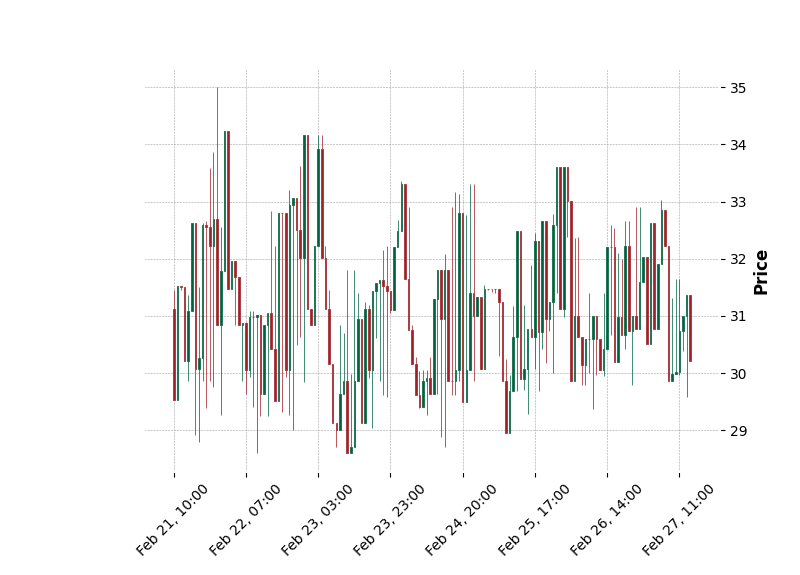 35
34
33
32
31
30
29
Price
Feb 21, 10:00
Feb 22, 07:00
Feb 23, 03:00
Feb 23, 23:00
Feb 24, 20:00
Feb 25, 17:00
Feb 26, 14:00
Feb 27, 11:00